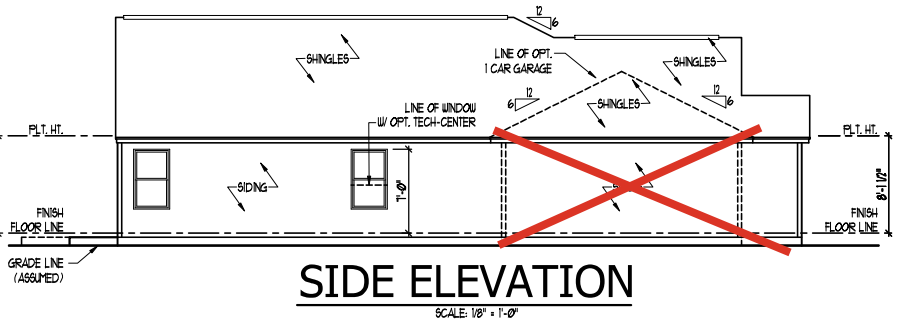 12
6
LINE OF OPT.
1 CAR GARAGE
SHINGLES
SHINGLES
12
6
SHINGLES
12
6
LINE OF WINDOW
W/ OPT. TECH-CENTER
PLT. HT.
PLT. HT.
SIDING
7'-0"
8'-1 1/2"
FINISH
FLOOR LINE
FINISH
FLOOR LINE
GRADE LINE
(ASSUMED)
SIDE ELEVATION
SCALE: 1/8" = 1'-0"